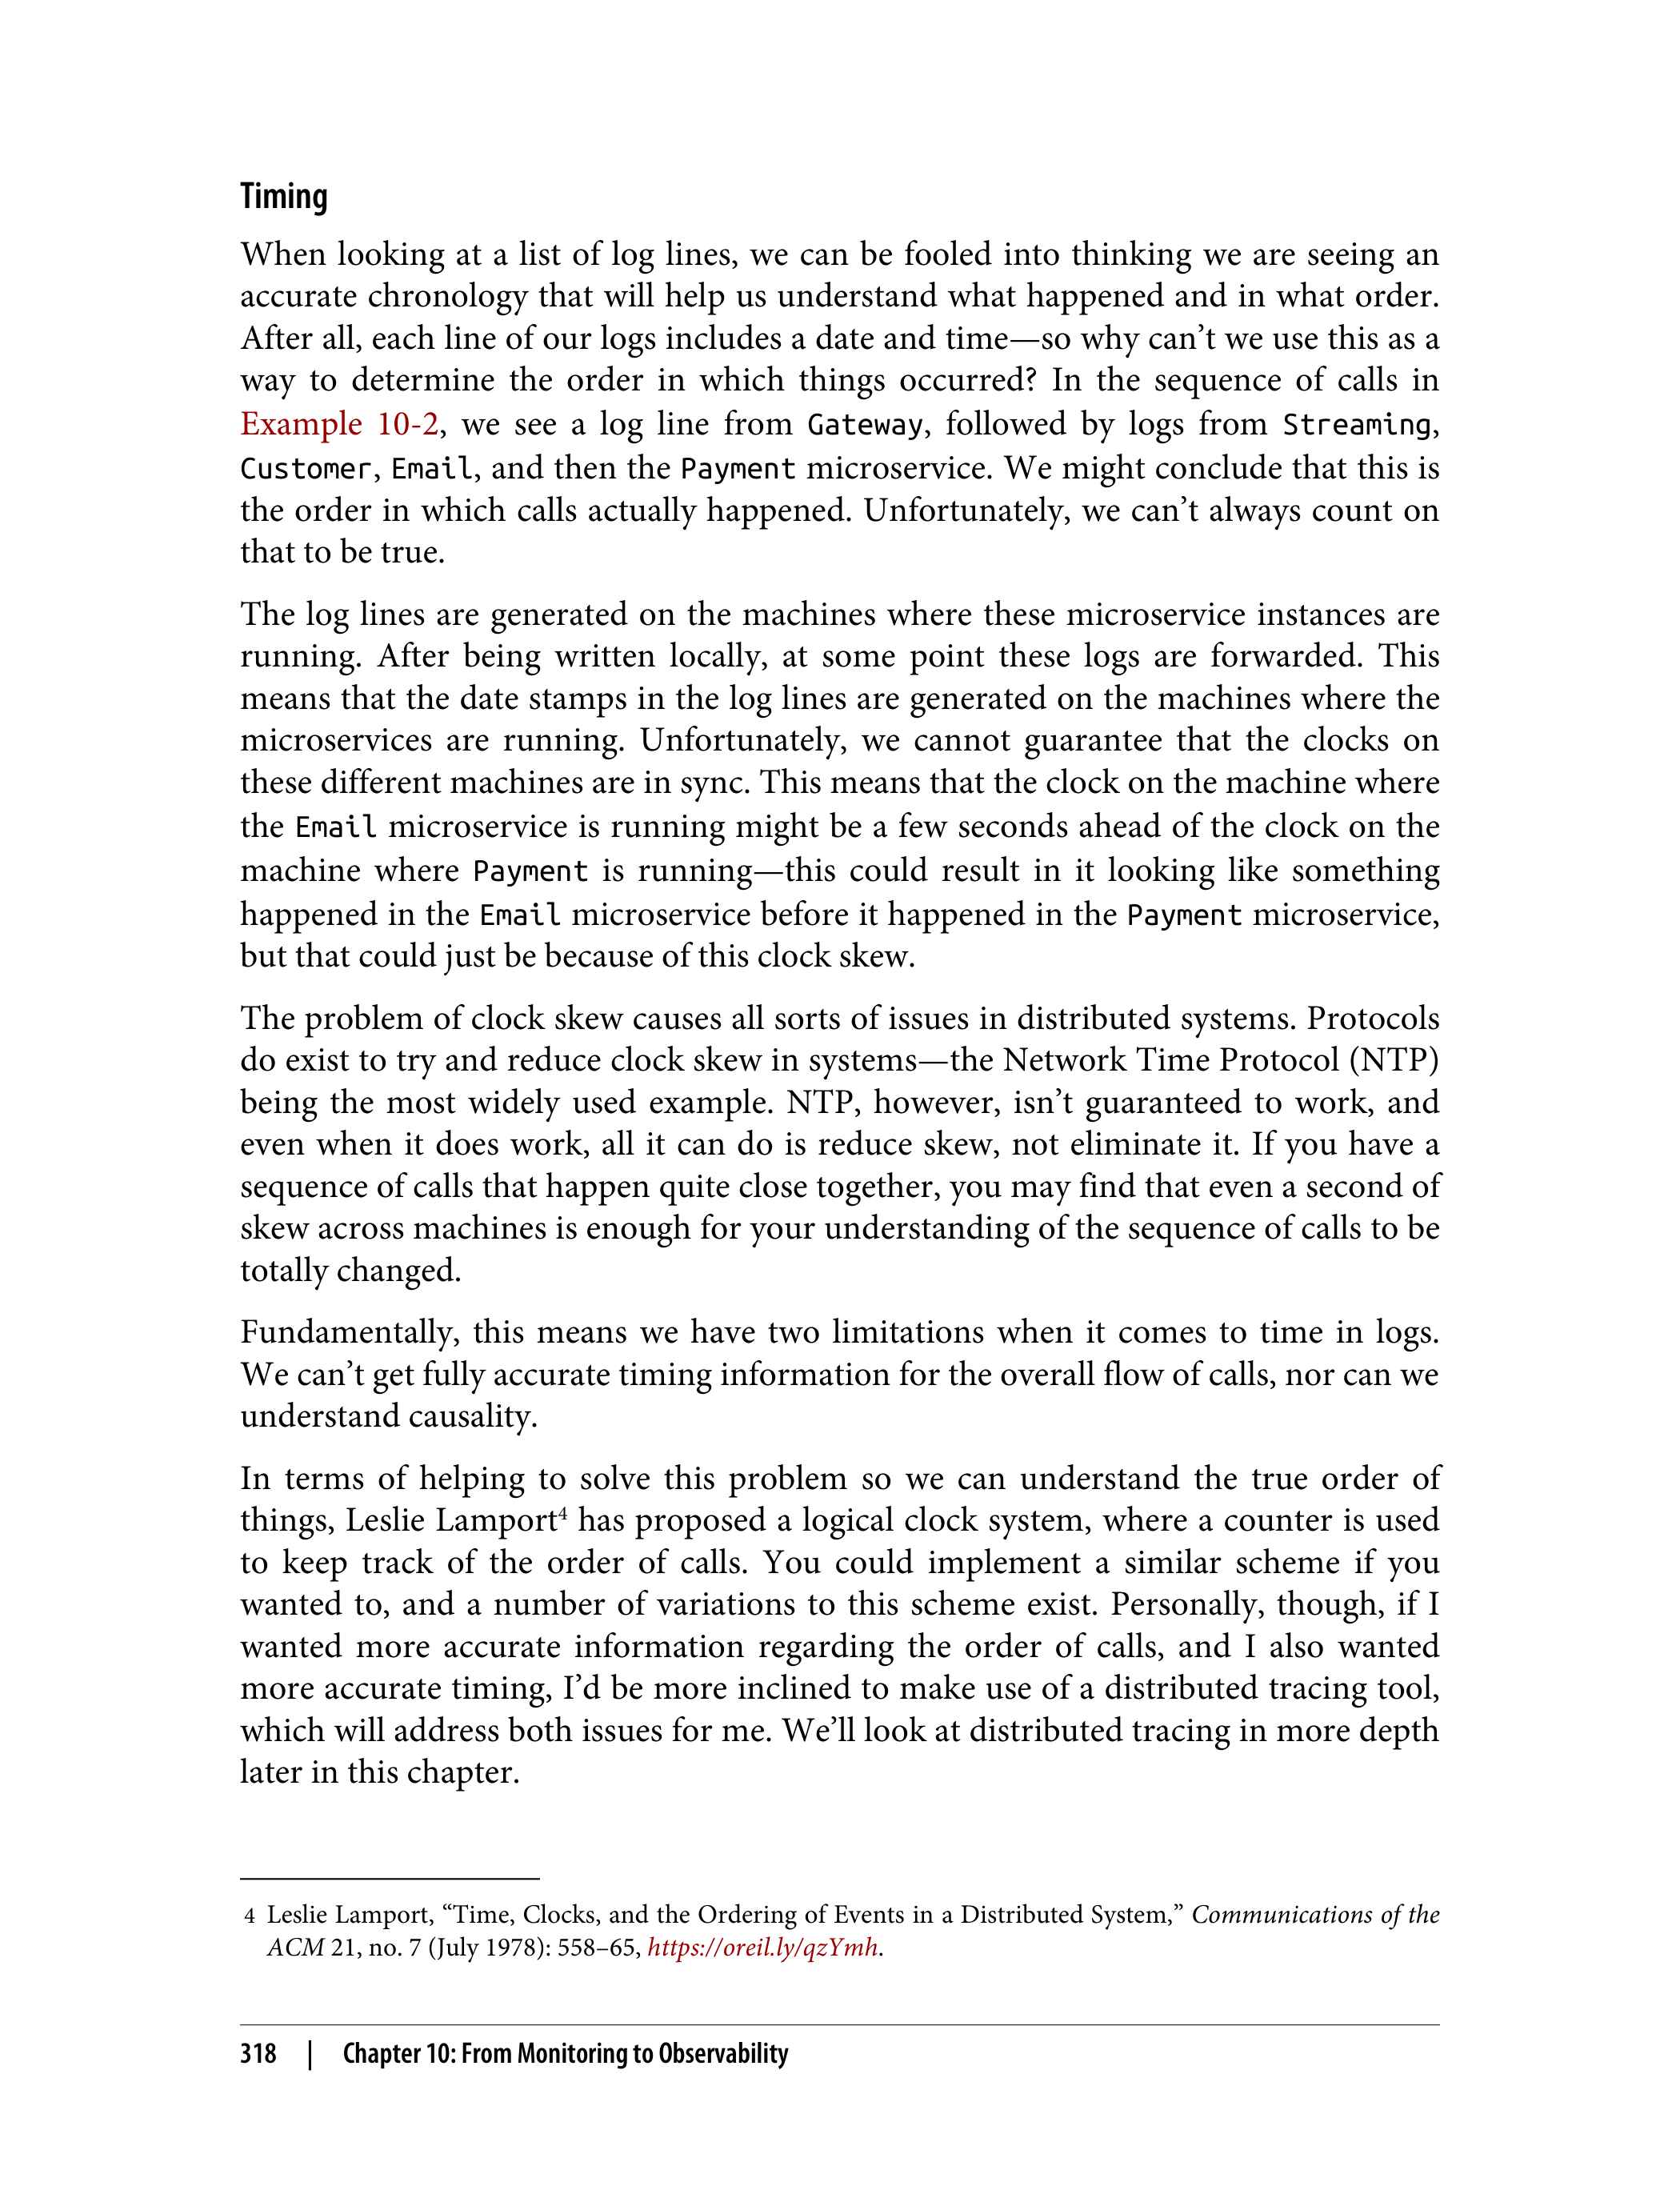 Timing
When looking at a list of log lines, we can be fooled into thinking we are seeing an
accurate chronology that will help us understand what happened and in what order.
After all, each line of our logs includes a date and time—so why can’t we use this as a
way to determine the order in which things occurred? In the sequence of calls in
Example 10-2, we see a log line from Gateway, followed by logs from Streaming,
Customer, Email, and then the Payment microservice. We might conclude that this is
the order in which calls actually happened. Unfortunately, we can’t always count on
that to be true.
The log lines are generated on the machines where these microservice instances are
running. After being written locally, at some point these logs are forwarded. This
means that the date stamps in the log lines are generated on the machines where the
microservices are running. Unfortunately, we cannot guarantee that the clocks on
these different machines are in sync. This means that the clock on the machine where
the Email microservice is running might be a few seconds ahead of the clock on the
machine where Payment is running—this could result in it looking like something
happened in the Email microservice before it happened in the Payment microservice,
but that could just be because of this clock skew.
The problem of clock skew causes all sorts of issues in distributed systems. Protocols
do exist to try and reduce clock skew in systems—the Network Time Protocol (NTP)
being the most widely used example. NTP, however, isn’t guaranteed to work, and
even when it does work, all it can do is reduce skew, not eliminate it. If you have a
sequence of calls that happen quite close together, you may find that even a second of
skew across machines is enough for your understanding of the sequence of calls to be
totally changed.
Fundamentally, this means we have two limitations when it comes to time in logs.
We can’t get fully accurate timing information for the overall flow of calls, nor can we
understand causality.
In terms of helping to solve this problem so we can understand the true order of
things, Leslie Lamport4 has proposed a logical clock system, where a counter is used
to keep track of the order of calls. You could implement a similar scheme if you
wanted to, and a number of variations to this scheme exist. Personally, though, if I
wanted more accurate information regarding the order of calls, and I also wanted
more accurate timing, I’d be more inclined to make use of a distributed tracing tool,
which will address both issues for me. We’ll look at distributed tracing in more depth
later in this chapter.
4 Leslie Lamport, “Time, Clocks, and the Ordering of Events in a Distributed System,” Communications of the
ACM 21, no. 7 (July 1978): 558–65, https://oreil.ly/qzYmh.
318 | Chapter 10: From Monitoring to Observability